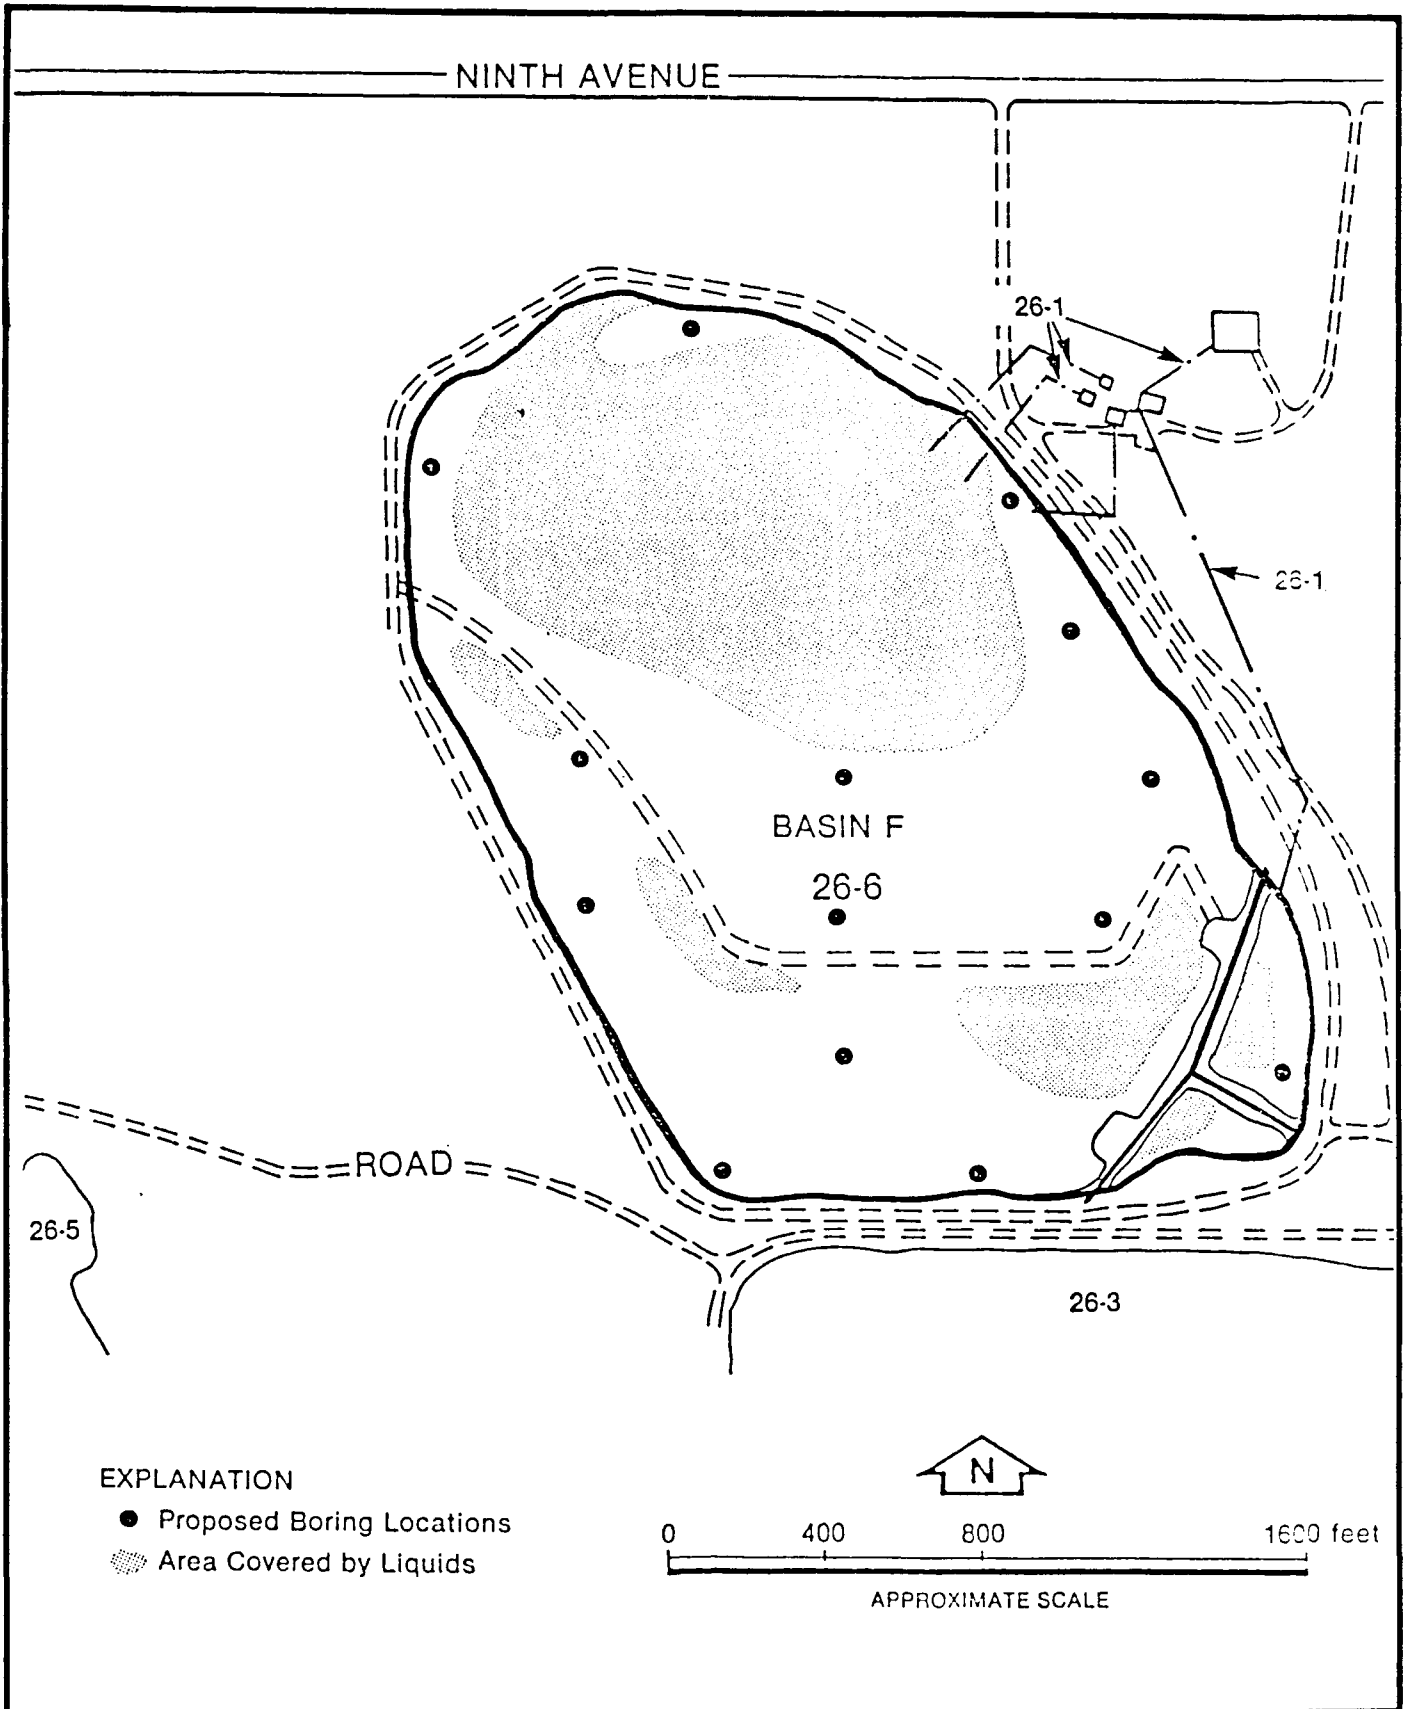 NINTH AVENUE
26-1
26-1
BASIN F
26-6
ROAD
26-5
26-3
EXPLANATION
Proposed Boring Locations
Area Covered by Liquids
N
0 400 800 1600 feet
APPROXIMATE SCALE